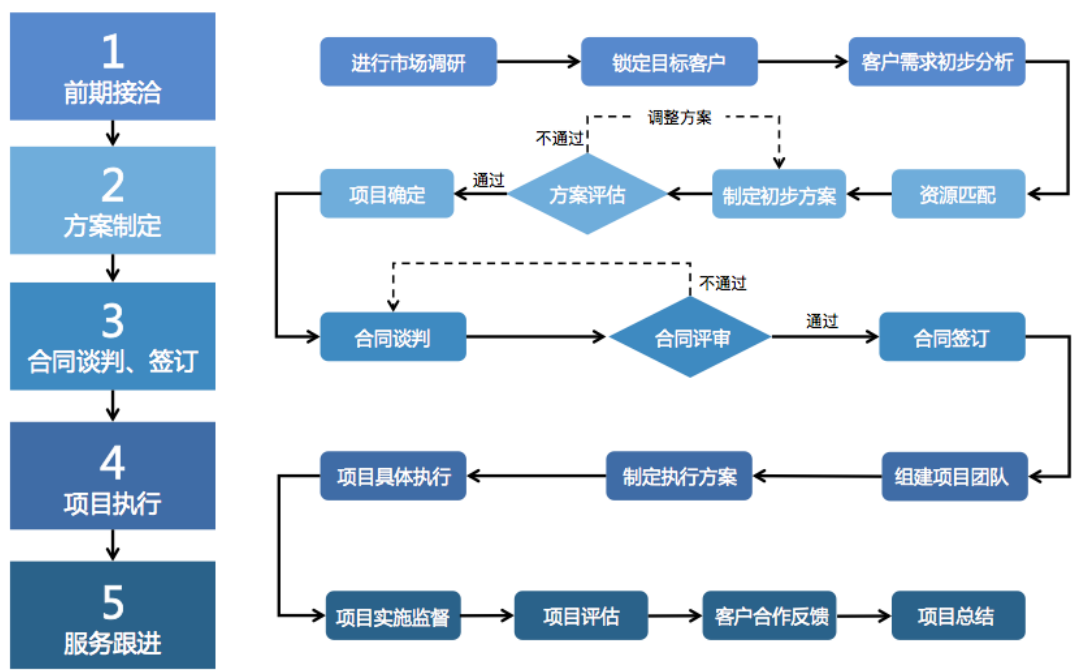 1
前期接洽
进行市场调研
锁定目标客户
客户需求初步分析
调整方案
不通过
2
方案制定
项目确定
通过
方案评估
制定初步方案
资源匹配
不通过
3
合同谈判、签订
合同谈判
合同评审
通过
合同签订
4
项目执行
项目具体执行
制定执行方案
组建项目团队
5
服务跟进
项目实施监督
项目评估
客户合作反馈
项目总结